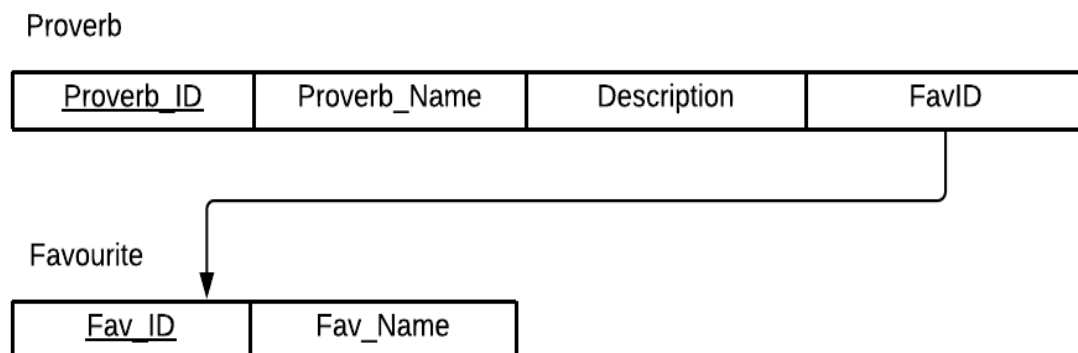 Proverb
Proverb_ID Proverb_Name Description FavID
Favourite
Fav_ID Fav_Name